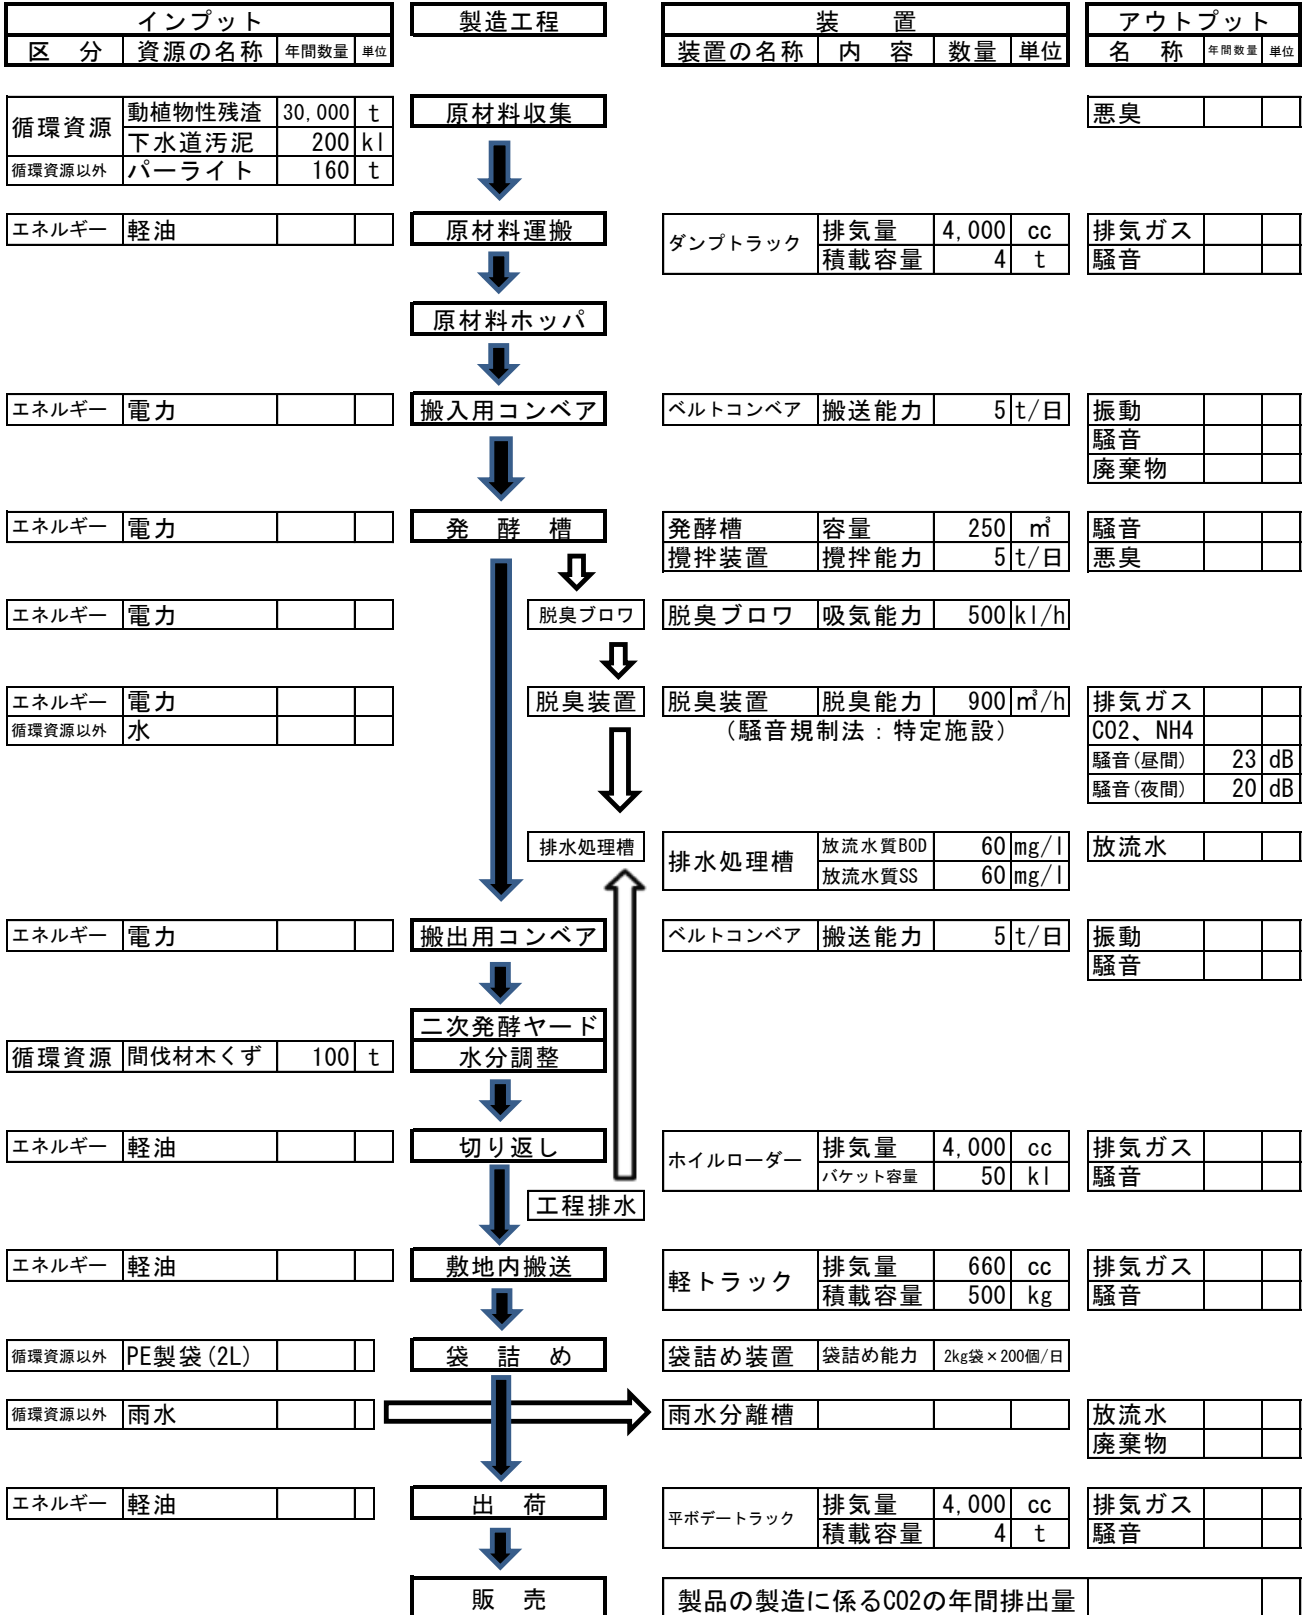 インプット 製造工程 装　置 アウトプット
区　分 資源の名称 年間数量 単位 装置の名称 内　容 数量 単位 名　称 年間数量 単位
循環資源 動植物性残渣 30,000 t 原材料収集 悪臭
下水道汚泥 200 kl
循環資源以外 パーライト 160 t
エネルギー 軽油 原材料運搬 ダンプトラック 排気量 4,000 cc 排気ガス
積載容量 4 t 騒音
原材料ホッパ
エネルギー 電力 搬入用コンベア ベルトコンベア 搬送能力 5 t/日 振動
騒音
廃棄物
エネルギー 電力 発　酵　槽 発酵槽 容量 250 ㎥ 騒音
攪拌装置 攪拌能力 5 t/日 悪臭
エネルギー 電力 脱臭ブロワ 脱臭ブロワ 吸気能力 500 kl/h
エネルギー 電力 脱臭装置 脱臭装置 脱臭能力 900 ㎥/h 排気ガス
循環資源以外 水 （騒音規制法：特定施設） CO2、NH4
騒音(昼間) 23 dB
騒音(夜間) 20 dB
排水処理槽 排水処理槽 放流水質BOD 60 mg/l 放流水
放流水質SS 60 mg/l
エネルギー 電力 搬出用コンベア ベルトコンベア 搬送能力 5 t/日 振動
騒音
二次発酵ヤード
循環資源 間伐材木くず 100 t 水分調整
エネルギー 軽油 切り返し ホイルローダー 排気量 4,000 cc 排気ガス
バケット容量 50 kl 騒音
工程排水
エネルギー 軽油 敷地内搬送 軽トラック 排気量 660 cc 排気ガス
積載容量 500 kg 騒音
循環資源以外 PE製袋(2L) 袋　詰　め 袋詰め装置 袋詰め能力 2kg袋×200個/日
循環資源以外 雨水 雨水分離槽 放流水
廃棄物
エネルギー 軽油 出　荷 平ボデートラック 排気量 4,000 cc 排気ガス
積載容量 4 t 騒音
販　売 製品の製造に係るCO2の年間排出量